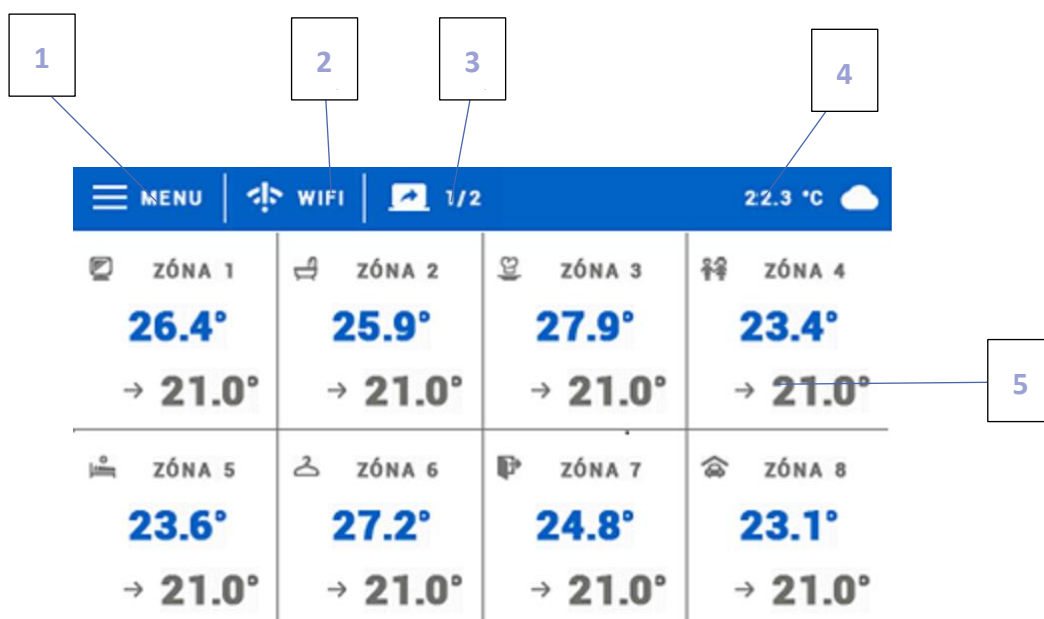 1 2 3 4
MENU WIFI 1/2 22.3 °C
ZÓNA 1 ZÓNA 2 ZÓNA 3 ZÓNA 4
26.4° 25.9° 27.9° 23.4°
→ 21.0° → 21.0° → 21.0° → 21.0°
5
ZÓNA 5 ZÓNA 6 ZÓNA 7 ZÓNA 8
23.6° 27.2° 24.8° 23.1°
→ 21.0° → 21.0° → 21.0° → 21.0°